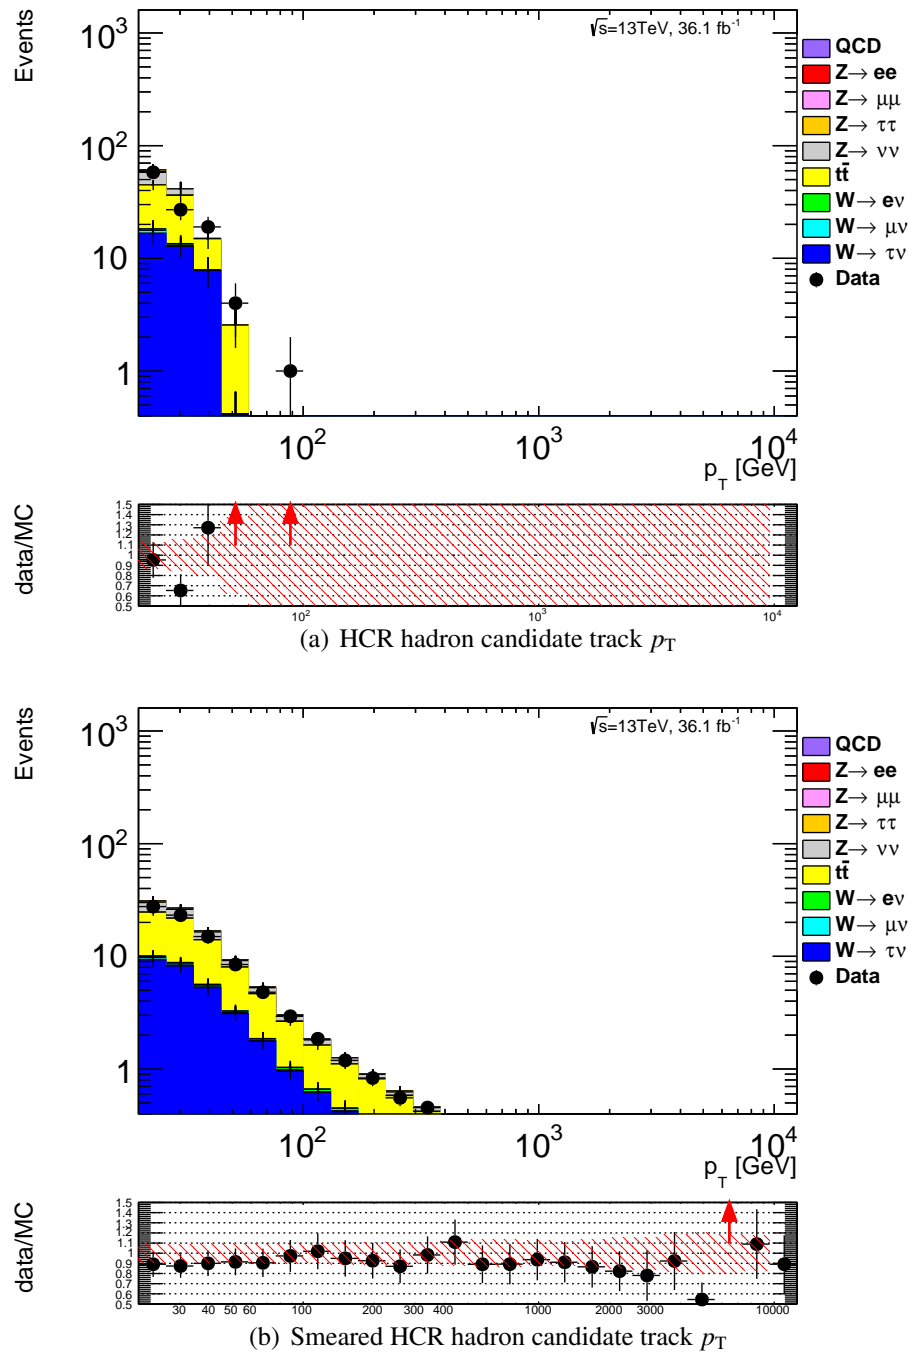 Events
√s=13TeV, 36.1 fb⁻¹
10³
10²
10
1
10²
10³
10⁴
p_T [GeV]
QCD
Z→ ee
Z→ μμ
Z→ ττ
Z→ νν
tt̄
W→ eν
W→ μν
W→ τν
Data
data/MC
1.5
1.4
1.3
1.2
1.1
1
0.9
0.8
0.7
0.6
0.5
10²
10³
10⁴
(a) HCR hadron candidate track p_T
Events
√s=13TeV, 36.1 fb⁻¹
10³
10²
10
1
10²
10³
10⁴
p_T [GeV]
QCD
Z→ ee
Z→ μμ
Z→ ττ
Z→ νν
tt̄
W→ eν
W→ μν
W→ τν
Data
data/MC
1.5
1.4
1.3
1.2
1.1
1
0.9
0.8
0.7
0.6
0.5
30 40 50 60 100 200 300 400 1000 2000 3000 10000
(b) Smeared HCR hadron candidate track p_T